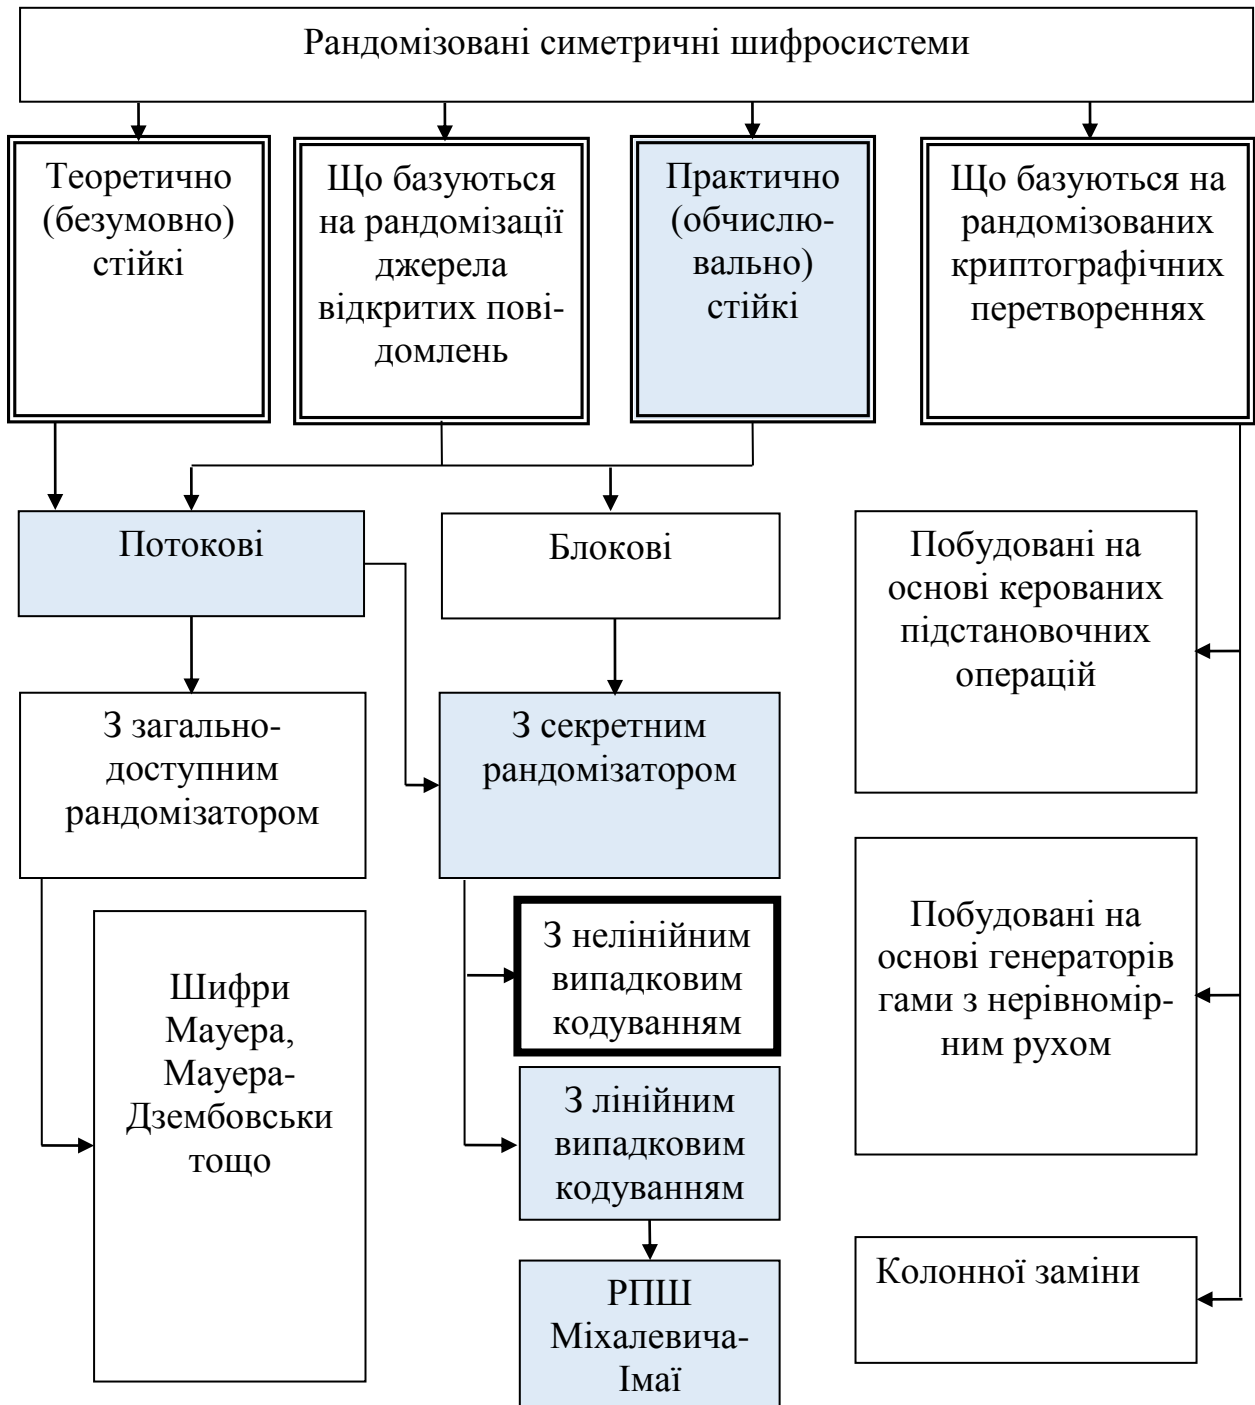 Рандомізовані симетричні шифросистеми
Теоретично
(безумовно)
стійкі
Що базуються
на рандомізації
джерела
відкритих пові-
домлень
Практично
(обчислю-
вально)
стійкі
Що базуються на
рандомізованих
криптографічних
перетвореннях
Потокові
Блокові
Побудовані на
основі керованих
підстановочних
операцій
З загально-
доступним
рандомізатором
З секретним
рандомізатором
Побудовані на
основі генераторів
гами з нерівномір-
ним рухом
З нелінійним
випадковим
кодуванням
Шифри
Мауера,
Мауера-
Дзембовськи
тощо
З лінійним
випадковим
кодуванням
Колонної заміни
РПШ
Міхалевича-
Імаї